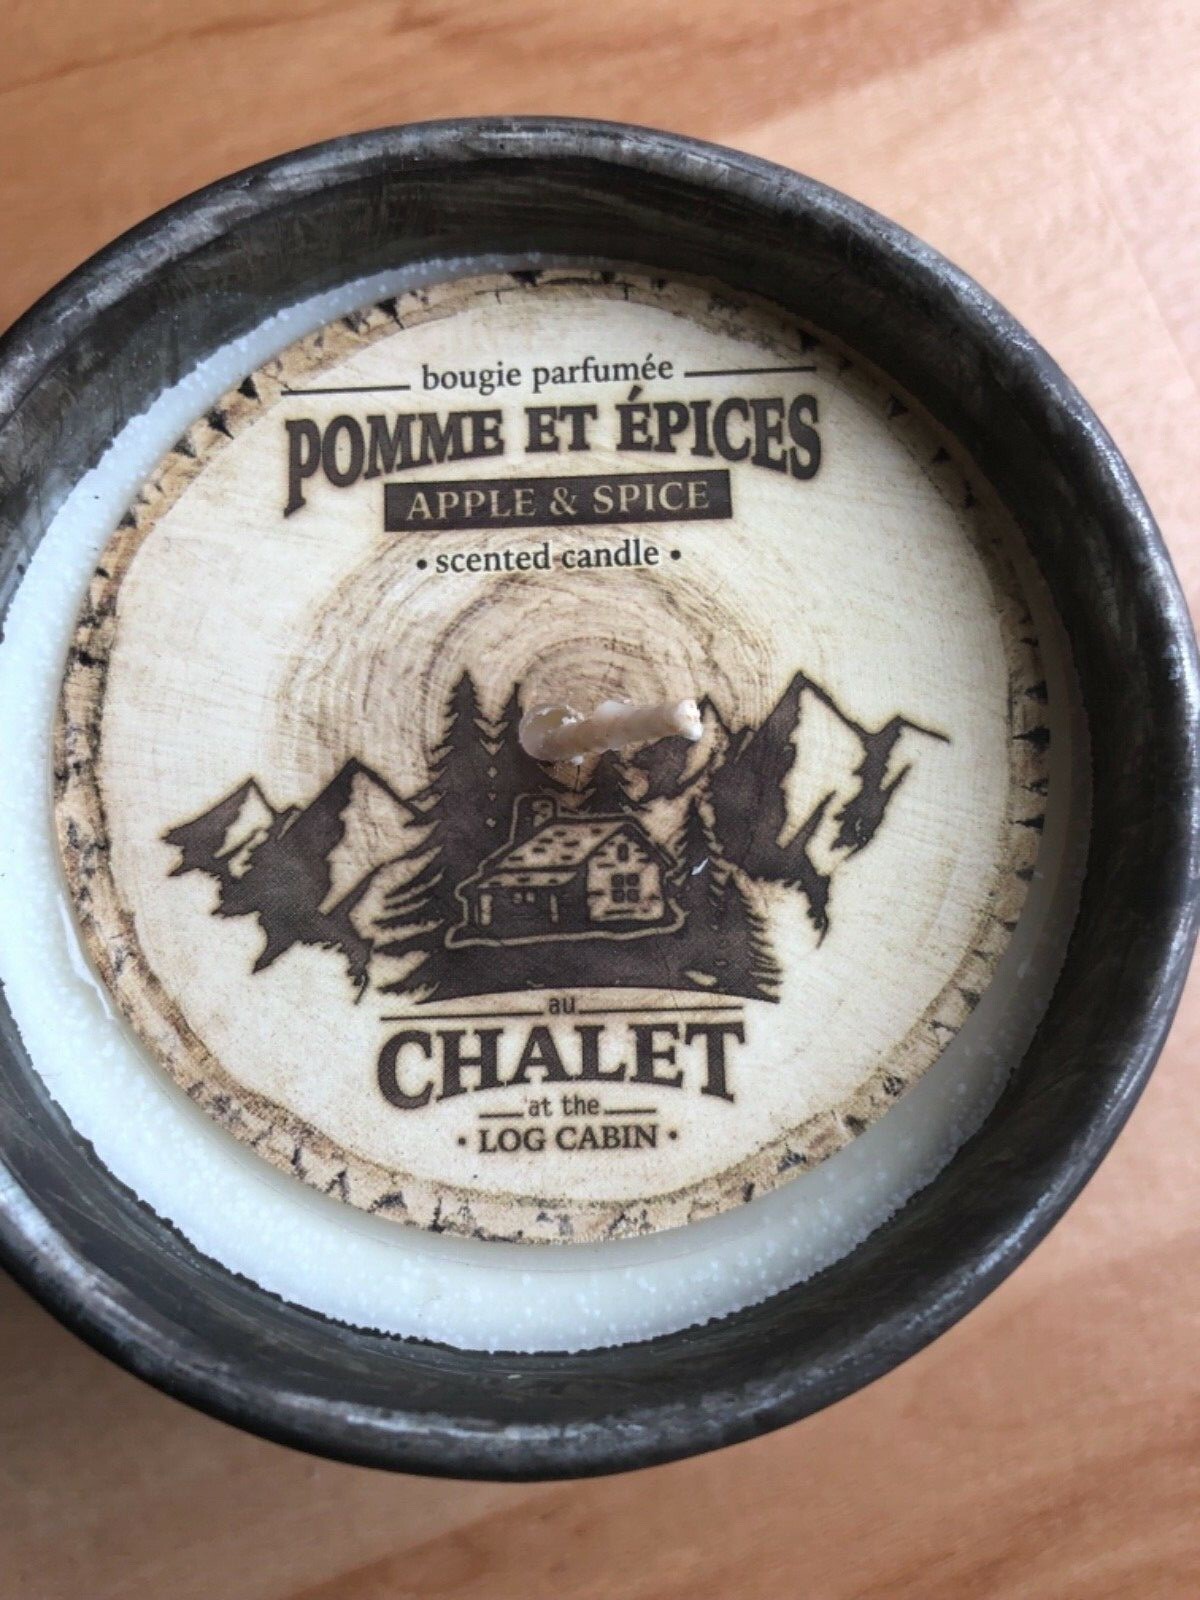 bougie parfumée
POMME ET ÉPICES
APPLE & SPICE
• scented candle •
au
CHALET
at the
• LOG CABIN •